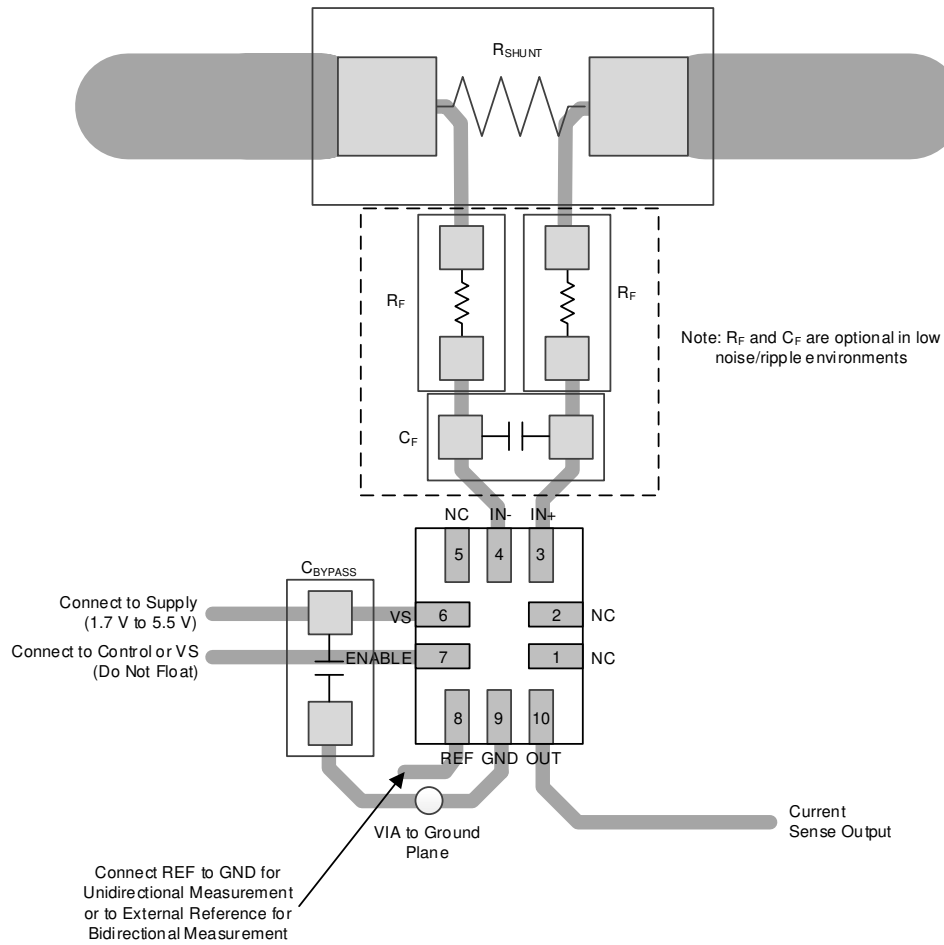 RSHUNT
RF
RF
Note: RF and CF are optional in low
noise/ripple environments
CF
NC
IN-
IN+
5
4
3
CBYPASS
Connect to Supply
(1.7 V to 5.5 V)
VS
6
2
NC
Connect to Control or VS
(Do Not Float)
ENABLE
7
1
NC
8
9
10
REF
GND
OUT
VIA to Ground
Plane
Current
Sense Output
Connect REF to GND for
Unidirectional Measurement
or to External Reference for
Bidirectional Measurement